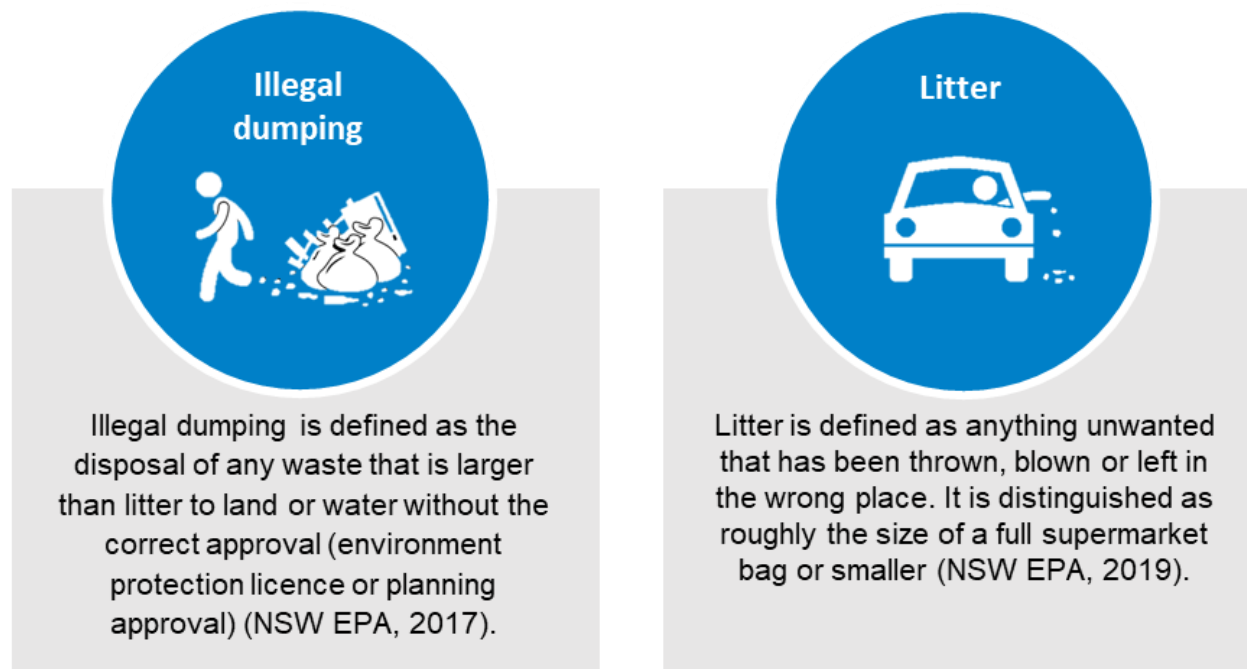 Illegal
dumping
Illegal dumping is defined as the
disposal of any waste that is larger
than litter to land or water without the
correct approval (environment
protection licence or planning
approval) (NSW EPA, 2017).
Litter
Litter is defined as anything unwanted
that has been thrown, blown or left in
the wrong place. It is distinguished as
roughly the size of a full supermarket
bag or smaller (NSW EPA, 2019).